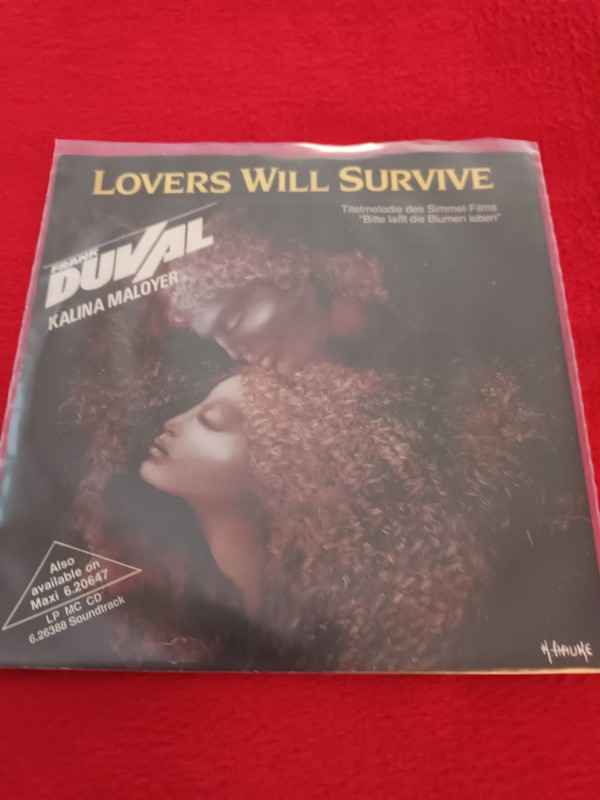 LOVERS WILL SURVIVE
Titelmelodie des Simmel-Films
"Bitte laßt die Blumen leben"
FRANK
DUVAL
KALINA MALOYER
Also
available on
Maxi 6.20647
LP MC CD
6.26388 Soundtrack